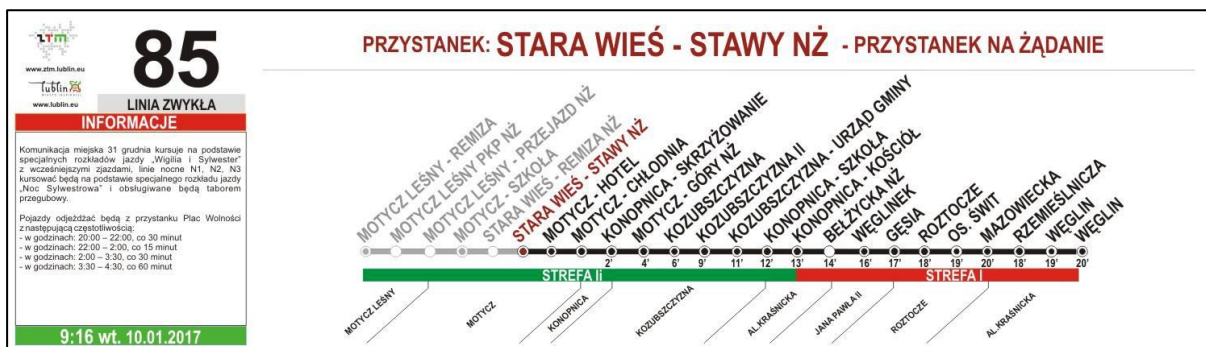 ztm
www.ztm.lublin.eu
lublin
www.lublin.eu
85
LINIA ZWYKŁA
INFORMACJE
Komunikacja miejska 31 grudnia kursuje na podstawie
specjalnych rozkładów jazdy „Wigilia i Sylwester"
z wcześniejszymi zjazdami, linie nocne N1, N2, N3
kursować będą na podstawie specjalnego rozkładu jazdy
„Noc Sylwestrowa" i obsługiwane będą taborem
przegubowy.
Pojazdy odjeżdżać będą z przystanku Plac Wolności
z następującą częstotliwością:
- w godzinach: 20:00 – 22:00, co 30 minut
- w godzinach: 22:00 – 2:00, co 15 minut
- w godzinach: 2:00 – 3:30, co 30 minut
- w godzinach: 3:30 – 4:30, co 60 minut
9:16 wt. 10.01.2017
PRZYSTANEK: STARA WIEŚ - STAWY NŻ - PRZYSTANEK NA ŻĄDANIE
MOTYCZ LEŚNY - REMIZA
MOTYCZ LEŚNY PKP NŻ
MOTYCZ LEŚNY - PRZEJAZD NŻ
MOTYCZ - SZKOŁA
STARA WIEŚ - REMIZA NŻ
STARA WIEŚ - STAWY NŻ
MOTYCZ - HOTEL
MOTYCZ - CHŁODNIA
KONOPNICA - SKRZYŻOWANIE
MOTYCZ - GÓRY NŻ
KOZUBSZCZYZNA
KOZUBSZCZYZNA II
KOZUBSZCZYZNA - URZĄD GMINY
KONOPNICA - SZKOŁA
KONOPNICA - KOŚCIÓŁ
BEŁŻYCKA NŻ
WĘGLINEK
GĘSIA
ROZTOCZE
OS. ŚWIT
MAZOWIECKA
RZEMIEŚLNICZA
WĘGLIN
WĘGLIN
2' 4' 6' 9' 11' 12' 13' 14' 16' 17' 18' 19' 20' 18' 19' 20'
STREFA Ii STREFA I
MOTYCZ LEŚNY
MOTYCZ
KONOPNICA
KOZUBSZCZYZNA
AL.KRAŚNICKA
JANA PAWŁA II
ROZTOCZE
AL.KRAŚNICKA